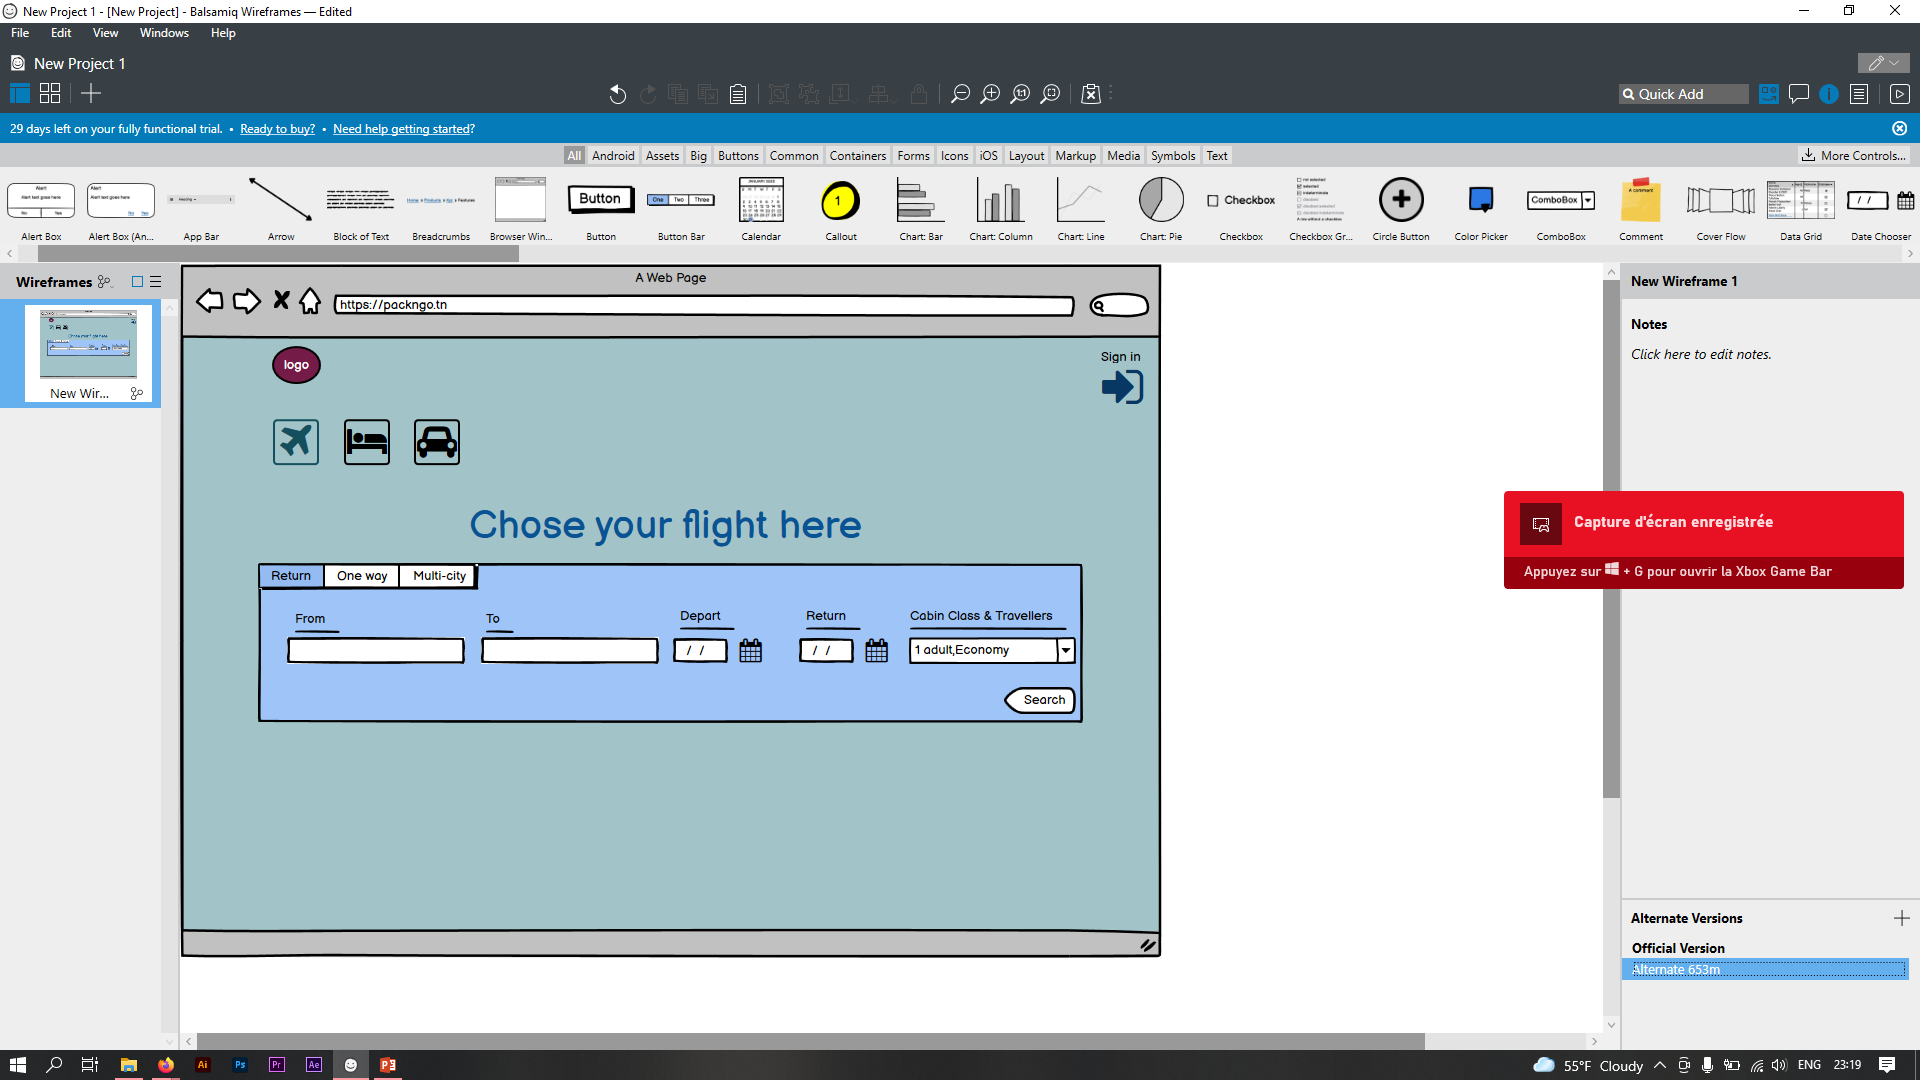 New Project 1 - [New Project] - Balsamiq Wireframes — Edited
File Edit View Windows Help
New Project 1
Quick Add
29 days left on your fully functional trial. • Ready to buy? • Need help getting started?
All Android Assets Big Buttons Common Containers Forms Icons iOS Layout Markup Media Symbols Text
More Controls...
Button
One Two Three
1
Checkbox
ComboBox
A comment
/ /
Alert Box
Alert Box (An...
App Bar
Arrow
Block of Text
Breadcrumbs
Browser Win...
Button
Button Bar
Calendar
Callout
Chart: Bar
Chart: Column
Chart: Line
Chart: Pie
Checkbox
Checkbox Gr...
Circle Button
Color Picker
ComboBox
Comment
Cover Flow
Data Grid
Date Chooser
Wireframes
New Wir...
A Web Page
https://packngo.tn
logo
Sign in
Chose your flight here
Return One way Multi-city
From To Depart Return Cabin Class & Travellers
/ / / / 1 adult,Economy
Search
New Wireframe 1
Notes
Click here to edit notes.
Capture d'écran enregistrée
Appuyez sur + G pour ouvrir la Xbox Game Bar
Alternate Versions
Official Version
Alternate 653m
Ai Ps Pr Ae
55°F Cloudy ENG 23:19